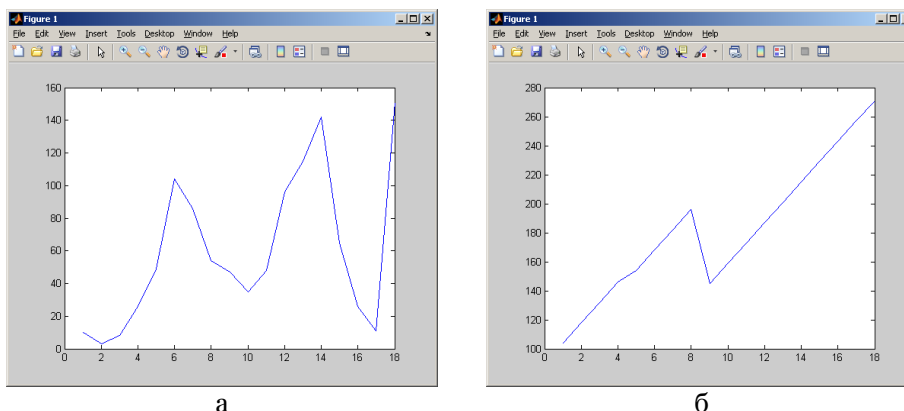 Figure 1
File Edit View Insert Tools Desktop Window Help
160
140
120
100
80
60
40
20
0
0 2 4 6 8 10 12 14 16 18
а
Figure 1
File Edit View Insert Tools Desktop Window Help
280
260
240
220
200
180
160
140
120
100
0 2 4 6 8 10 12 14 16 18
б